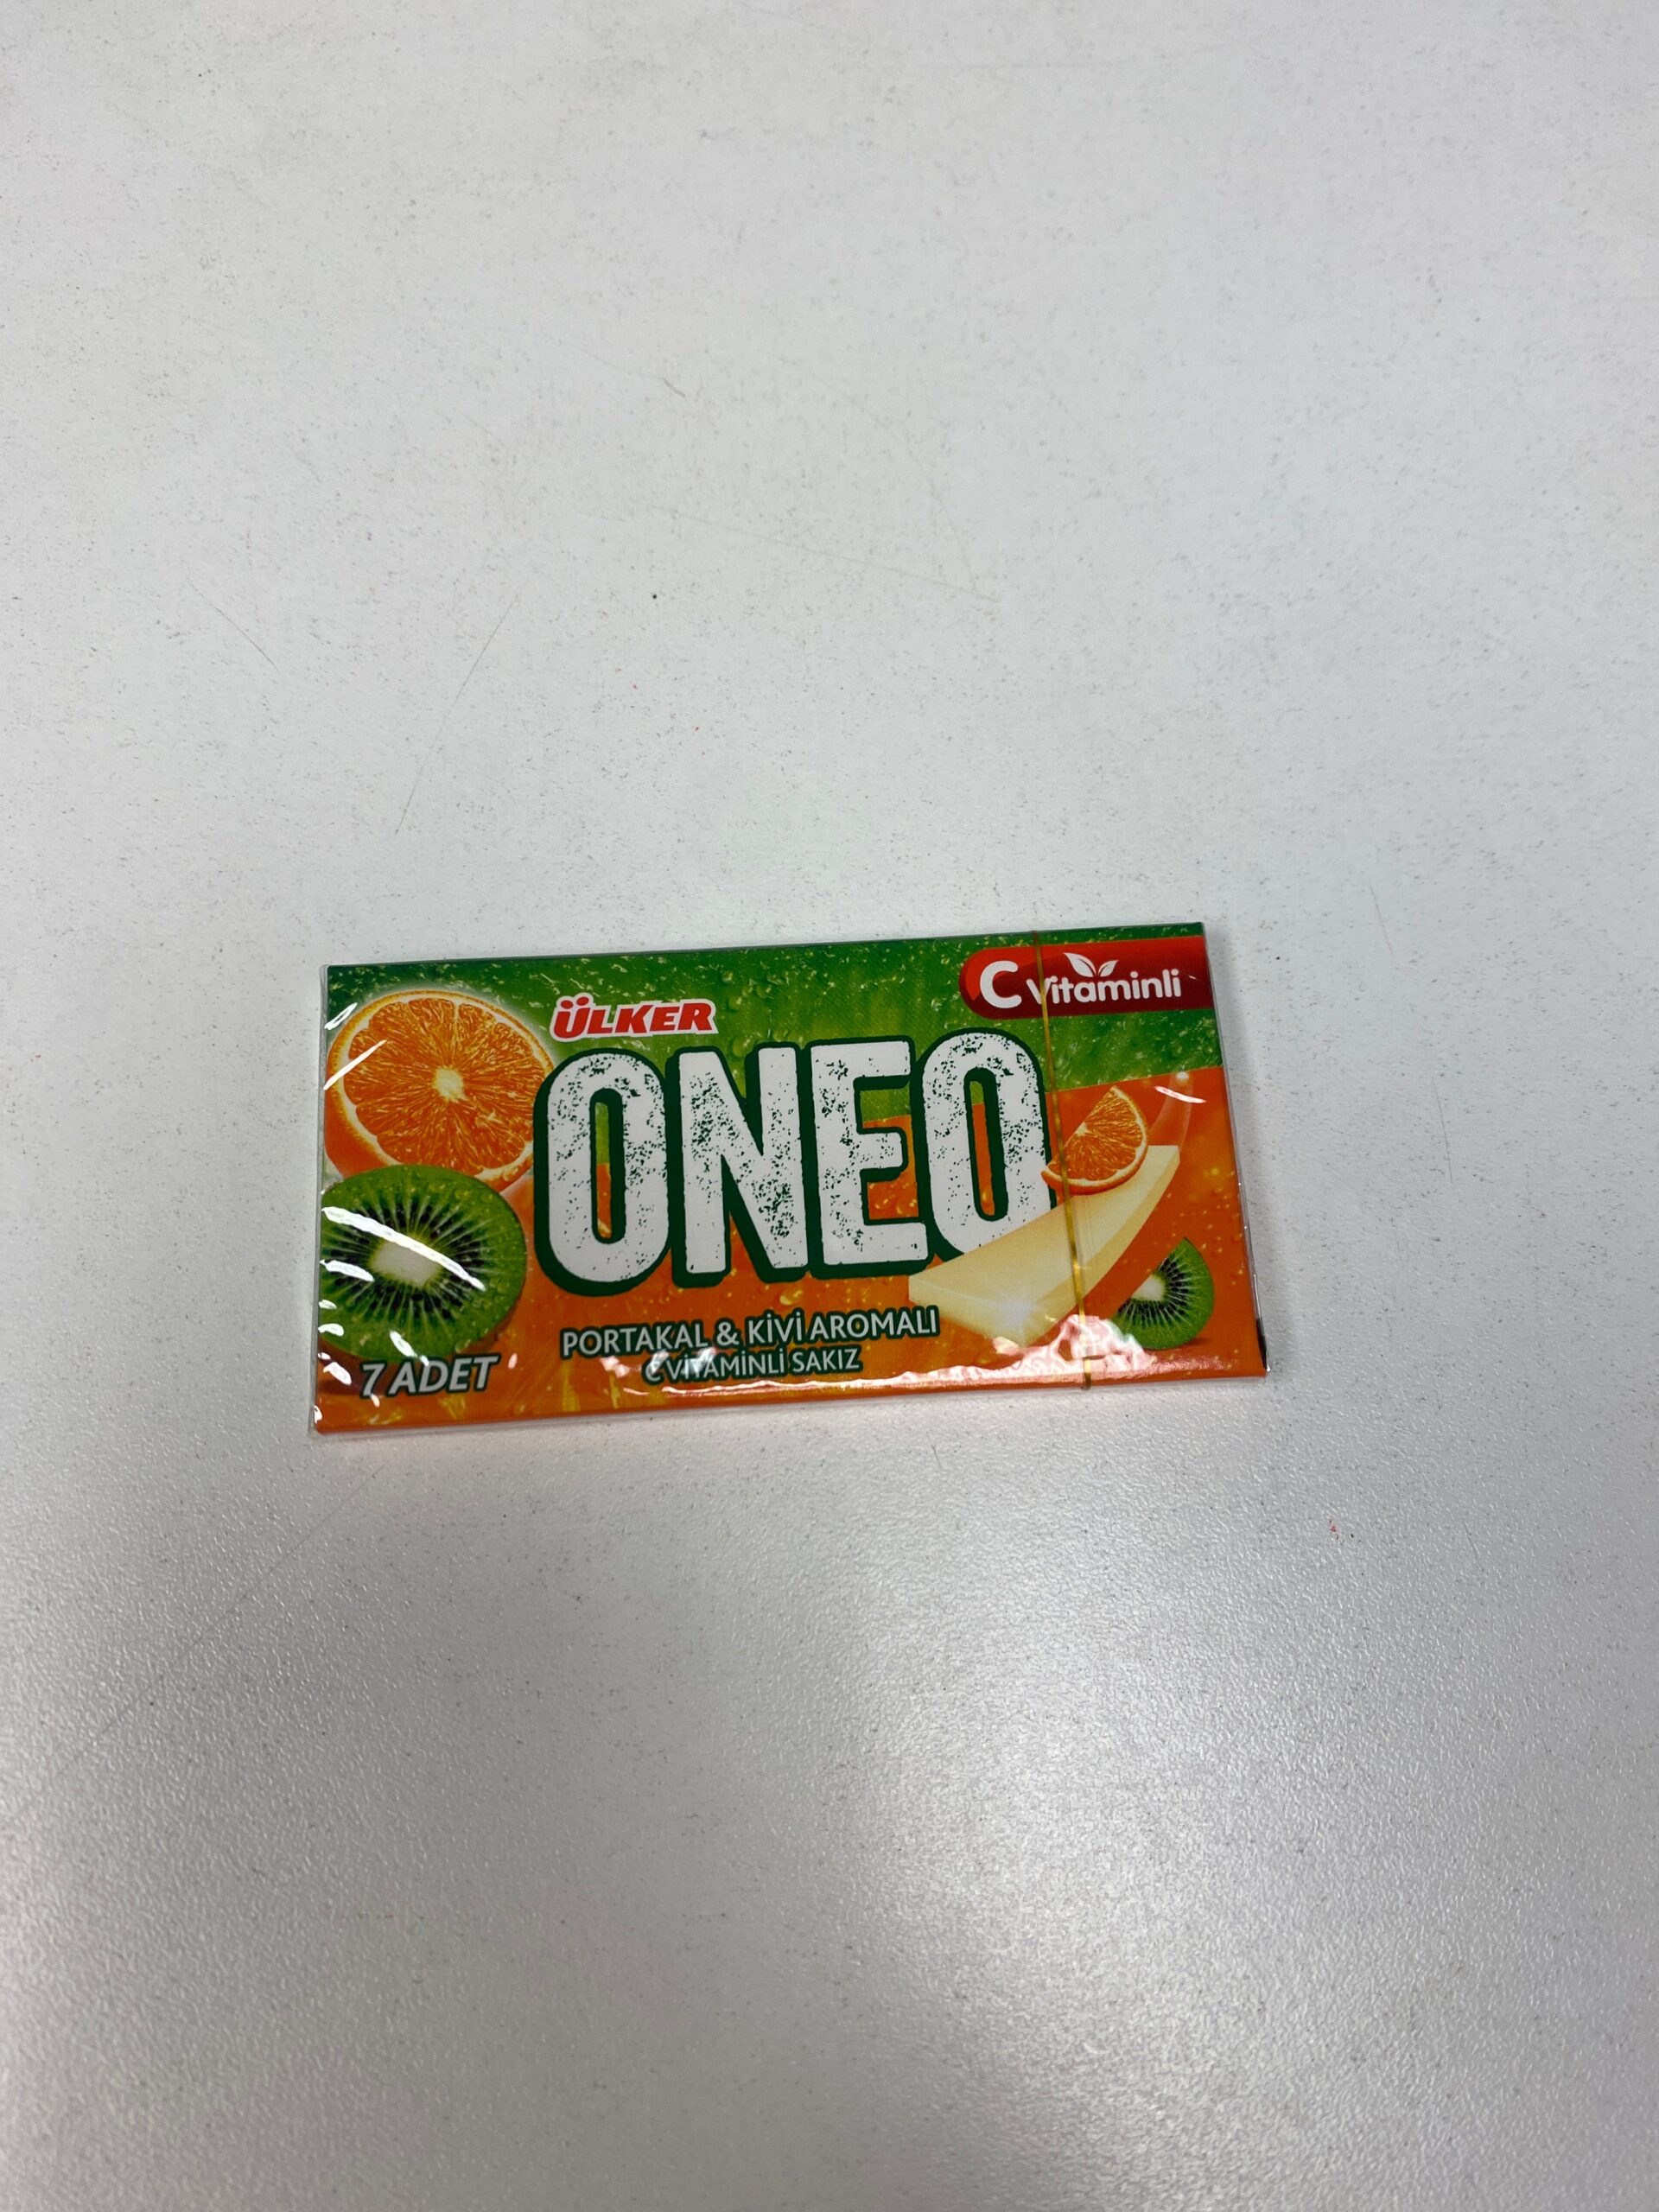 C vitaminli
ÜLKER
ONEO
PORTAKAL & KİVİ AROMALI
C VİTAMİNLİ SAKIZ
7 ADET